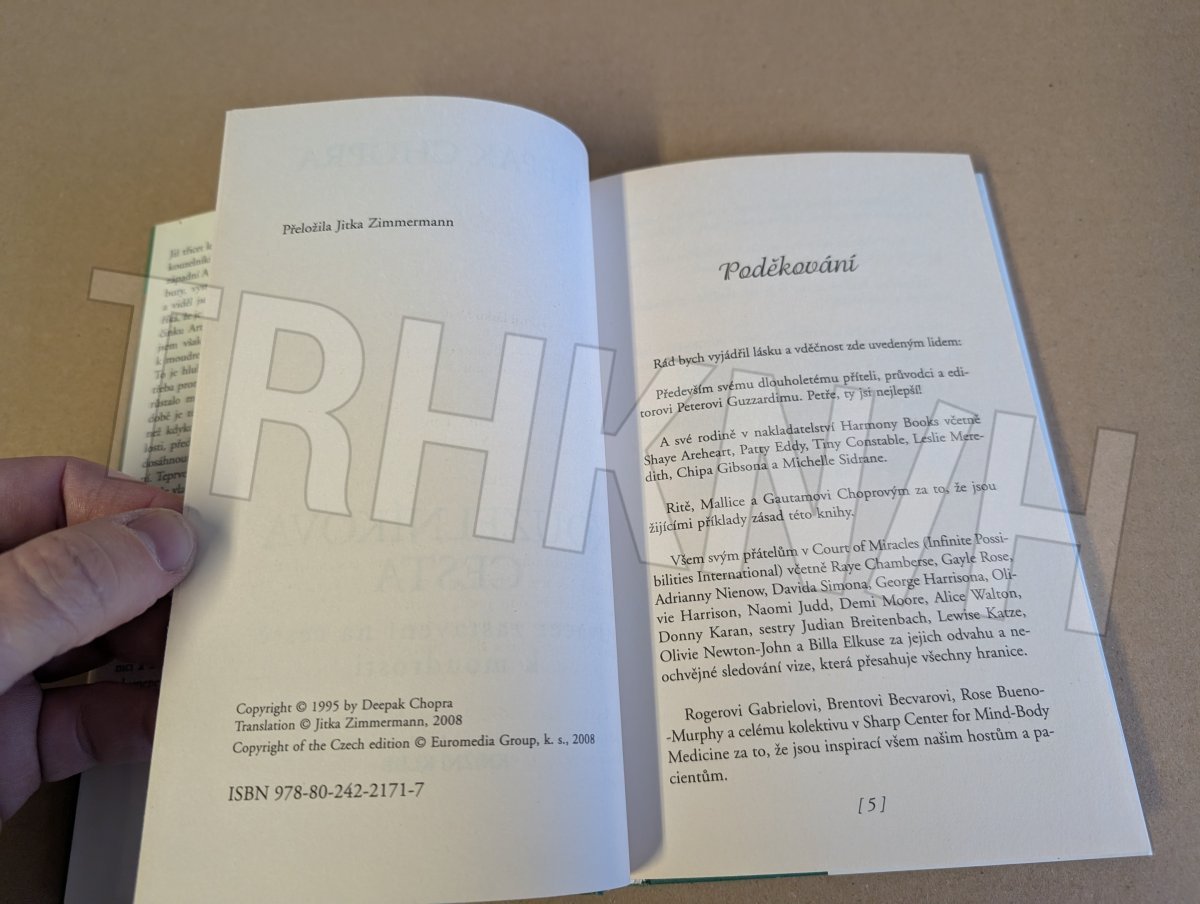 Přeložila Jitka Zimmermann
Copyright © 1995 by Deepak Chopra
Translation © Jitka Zimmermann, 2008
Copyright of the Czech edition © Euromedia Group, k. s., 2008
ISBN 978-80-242-2171-7
Poděkování
Rád bych vyjádřil lásku a vděčnost zde uvedeným lidem:
Především svému dlouholetému příteli, průvodci a edi-
torovi Peterovi Guzzardimu. Petře, ty jsi nejlepší!
A své rodině v nakladatelství Harmony Books včetně
Shaye Areheart, Patty Eddy, Tiny Constable, Leslie Mere-
dith, Chipa Gibsona a Michelle Sidrane.
Ritě, Mallice a Gautamovi Choprovým za to, že jsou
žijícími příklady zásad této knihy.
Všem svým přátelům v Court of Miracles (Infinite Possi-
bilities International) včetně Raye Chamberse, Gayle Rose,
Adrianny Nienow, Davida Simona, George Harrisona, Oli-
vie Harrison, Naomi Judd, Demi Moore, Alice Walton,
Donny Karan, sestry Judian Breitenbach, Lewise Katze,
Olivie Newton-John a Billa Elkuse za jejich odvahu a ne-
ochvějné sledování vize, která přesahuje všechny hranice.
Rogerovi Gabrielovi, Brentovi Becvarovi, Rose Bueno-
-Murphy a celému kolektivu v Sharp Center for Mind-Body
Medicine za to, že jsou inspirací všem našim hostům a pa-
cientům.
[ 5 ]
TRHKNIH